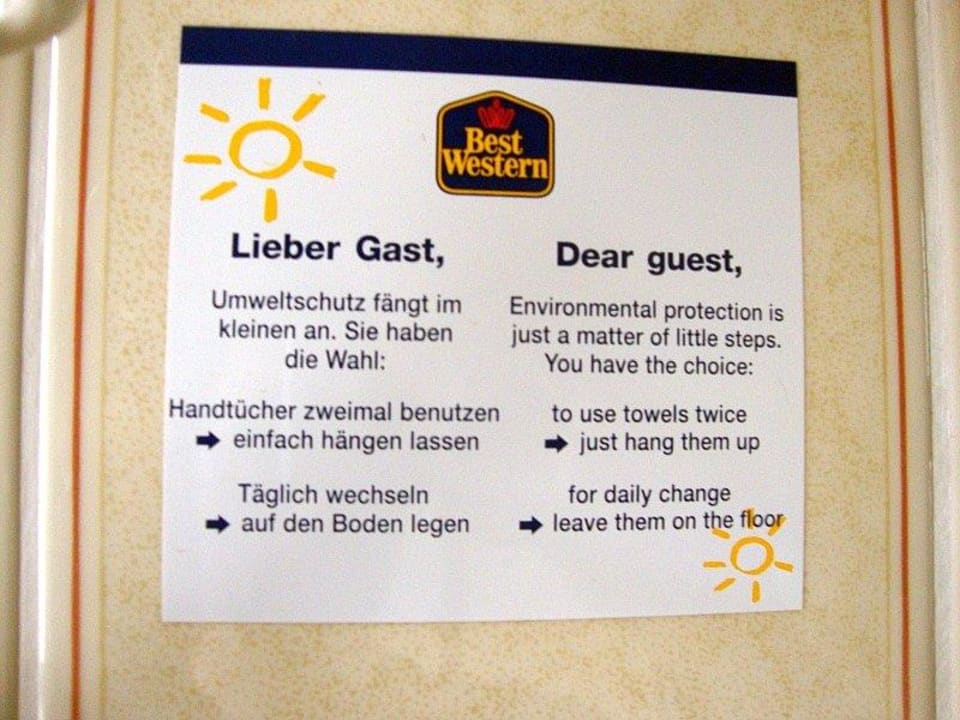 Best
Western
Lieber Gast,
Umweltschutz fängt im
kleinen an. Sie haben
die Wahl:
Handtücher zweimal benutzen
➡ einfach hängen lassen
Täglich wechseln
➡ auf den Boden legen
Dear guest,
Environmental protection is
just a matter of little steps.
You have the choice:
to use towels twice
➡ just hang them up
for daily change
➡ leave them on the floor